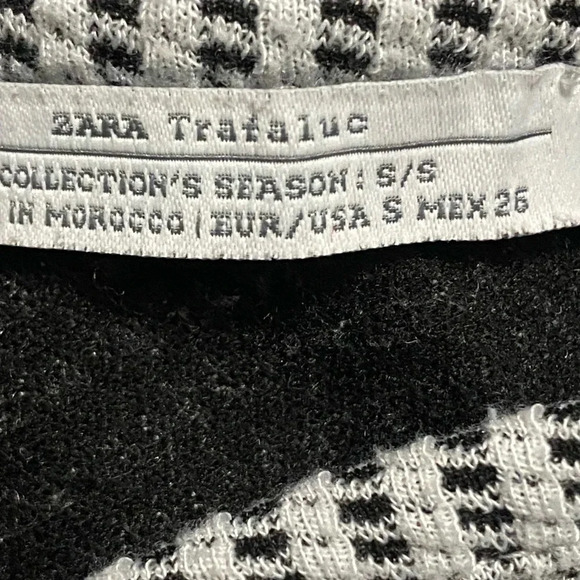 ZARA Trafaluc
COLLECTION'S SEASON: S/S
IN MOROCCO | EUR/USA S MEX 26